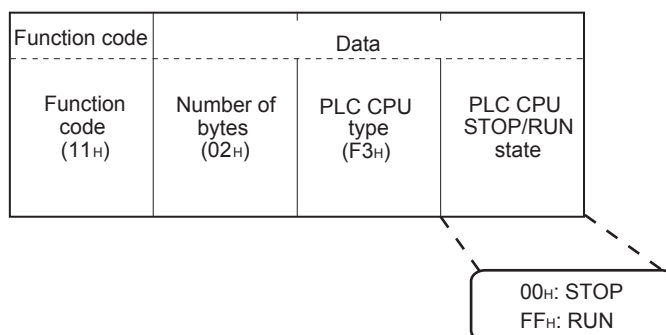 Function code
Data
Function
code
(11H)
Number of
bytes
(02H)
PLC CPU
type
(F3H)
PLC CPU
STOP/RUN
state
00H: STOP
FFH: RUN